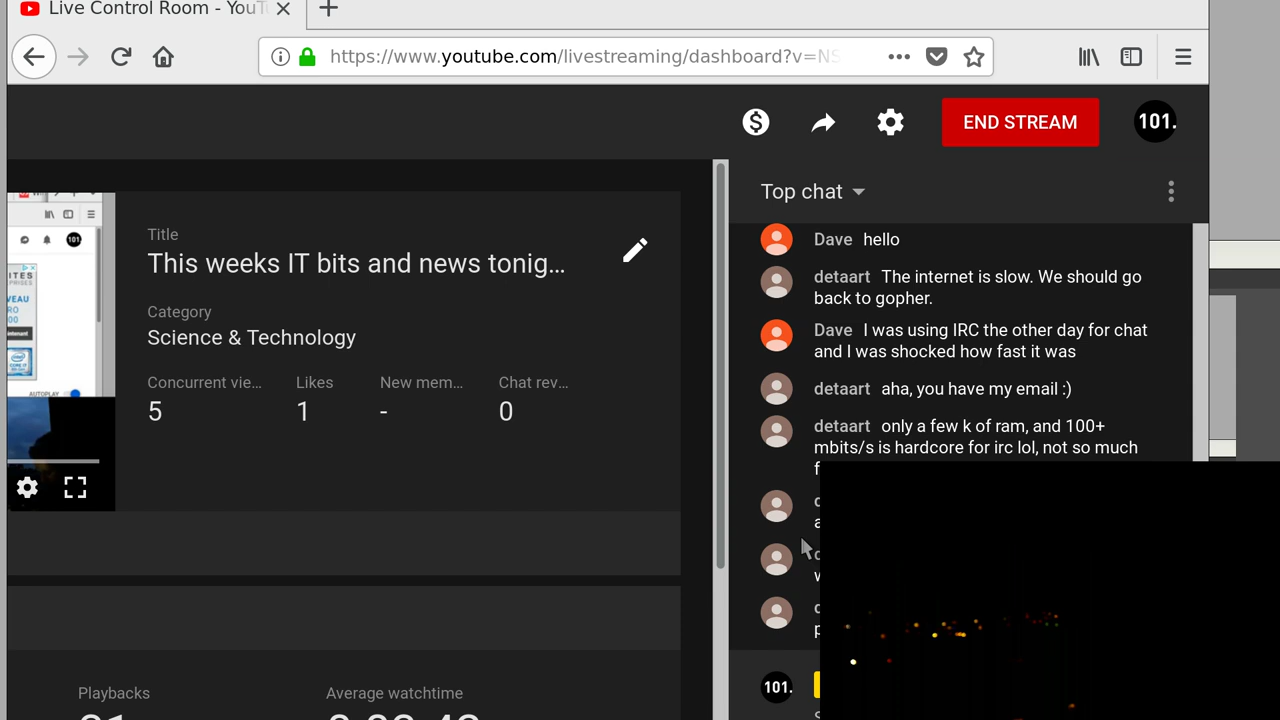 Live Control Room - YouT
https://www.youtube.com/livestreaming/dashboard?v=NS
END STREAM
101.
Top chat
Title
This weeks IT bits and news tonig…
Category
Science & Technology
Concurrent vie…
Likes
New mem…
Chat rev…
5
1
-
0
Playbacks
Average watchtime
Dave hello
detaart The internet is slow. We should go
back to gopher.
Dave I was using IRC the other day for chat
and I was shocked how fast it was
detaart aha, you have my email :)
detaart only a few k of ram, and 100+
mbits/s is hardcore for irc lol, not so much
101.
101.
AUTOPLAY